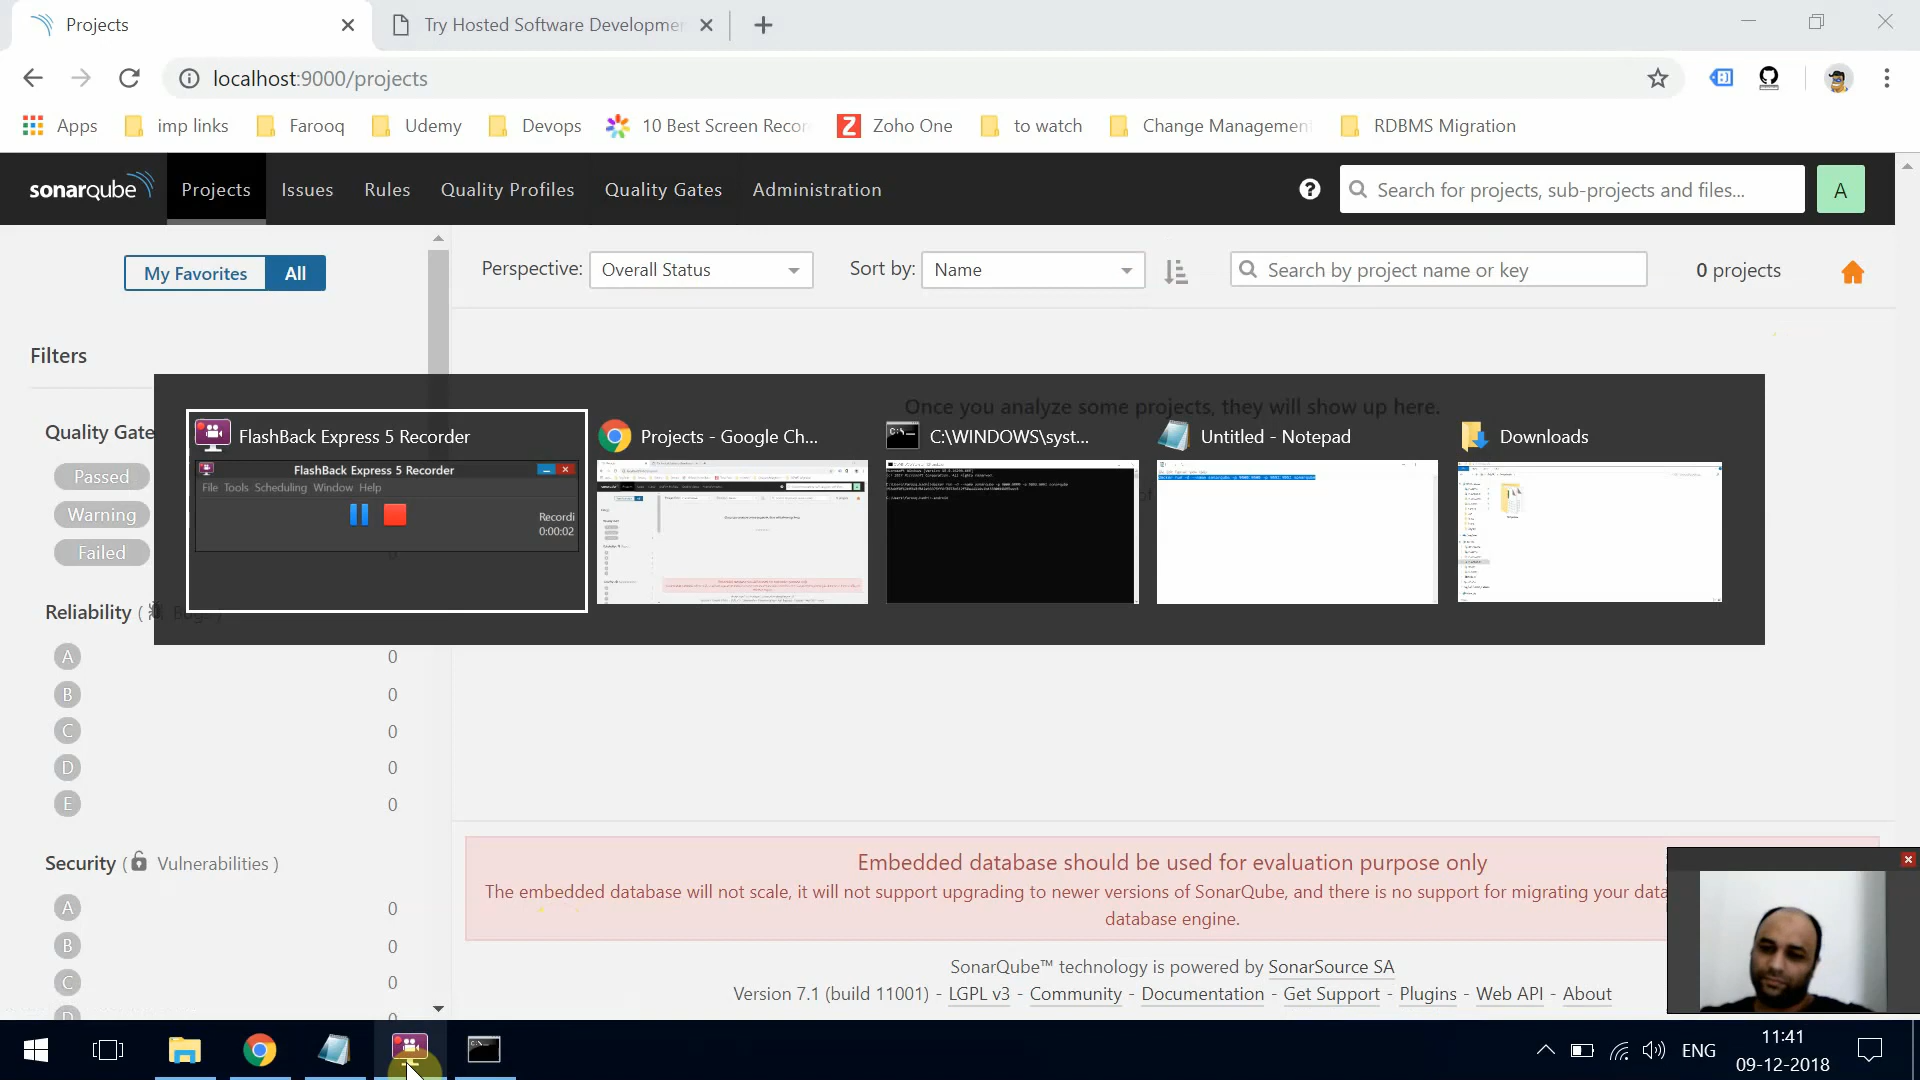 Projects
Try Hosted Software Developmen
localhost:9000/projects
Apps
imp links
Farooq
Udemy
Devops
10 Best Screen Recor
Zoho One
to watch
Change Management
RDBMS Migration
sonarqube
Projects
Issues
Rules
Quality Profiles
Quality Gates
Administration
Search for projects, sub-projects and files...
A
My Favorites
All
Perspective:
Overall Status
Sort by:
Name
Search by project name or key
0 projects
Filters
Once you analyze some projects, they will show up here.
Quality Gate
Passed
Warning
Failed
0
FlashBack Express 5 Recorder
FlashBack Express 5 Recorder
File Tools Scheduling Window Help
Recordi
0:00:02
Projects - Google Ch...
C:\WINDOWS\syst...
Untitled - Notepad
Downloads
Reliability ( Bugs )
A 0
B 0
C 0
D 0
E 0
Security ( Vulnerabilities )
A 0
B 0
C 0
D 0
Embedded database should be used for evaluation purpose only
The embedded database will not scale, it will not support upgrading to newer versions of SonarQube, and there is no support for migrating your data
database engine.
SonarQube™ technology is powered by SonarSource SA
Version 7.1 (build 11001) - LGPL v3 - Community - Documentation - Get Support - Plugins - Web API - About
ENG
11:41
09-12-2018